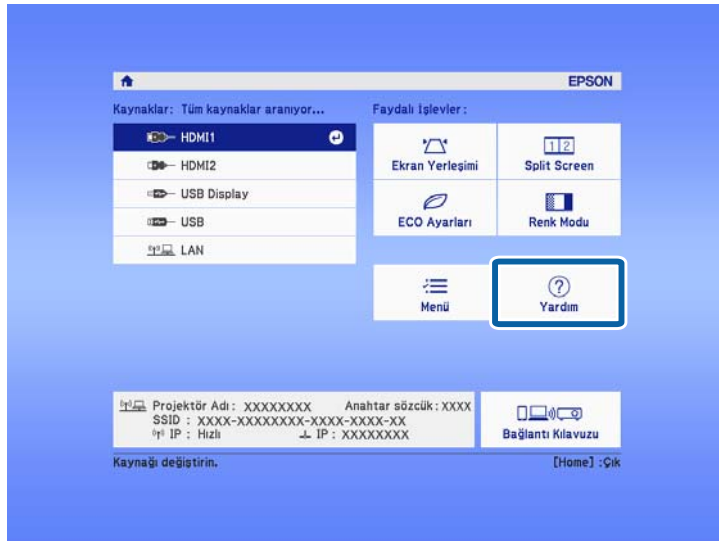 EPSON
Kaynaklar: Tüm kaynaklar aranıyor...
Faydalı İşlevler:
HDMI1
HDMI2
USB Display
USB
LAN
Ekran Yerleşimi
1 2
Split Screen
ECO Ayarları
Renk Modu
Menü
?
Yardım
Projektör Adı: XXXXXXXX Anahtar sözcük: XXXX
SSID : XXXX-XXXXXXXX-XXXX-XXXX-XX
IP : Hızlı IP : XXXXXXXX
Bağlantı Kılavuzu
Kaynağı değiştirin.
[Home] :Çık